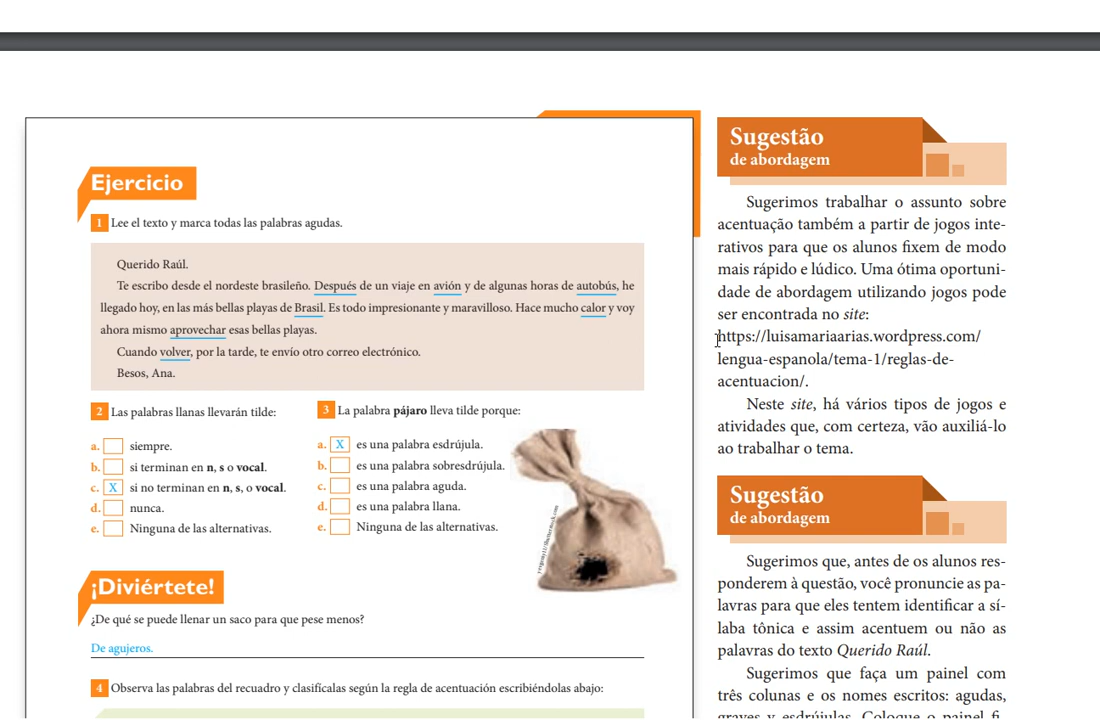 Ejercicio
1 Lee el texto y marca todas las palabras agudas.
Querido Raúl.
Te escribo desde el nordeste brasileño. Después de un viaje en avión y de algunas horas de autobús, he
llegado hoy, en las más bellas playas de Brasil. Es todo impresionante y maravilloso. Hace mucho calor y voy
ahora mismo aprovechar esas bellas playas.
Cuando volver, por la tarde, te envío otro correo electrónico.
Besos, Ana.
2 Las palabras llanas llevarán tilde:
a. siempre.
b. si terminan en n, s o vocal.
c. X si no terminan en n, s, o vocal.
d. nunca.
e. Ninguna de las alternativas.
3 La palabra pájaro lleva tilde porque:
a. X es una palabra esdrújula.
b. es una palabra sobresdrújula.
c. es una palabra aguda.
d. es una palabra llana.
e. Ninguna de las alternativas.
¡Diviértete!
¿De qué se puede llenar un saco para que pese menos?
De agujeros.
4 Observa las palabras del recuadro y clasifícalas según la regla de acentuación escribiéndolas abajo:
Sugestão
de abordagem
Sugerimos trabalhar o assunto sobre
acentuação também a partir de jogos inte-
rativos para que os alunos fixem de modo
mais rápido e lúdico. Uma ótima oportuni-
dade de abordagem utilizando jogos pode
ser encontrada no site:
https://luisamariaarias.wordpress.com/
lengua-espanola/tema-1/reglas-de-
acentuacion/.
Neste site, há vários tipos de jogos e
atividades que, com certeza, vão auxiliá-lo
ao trabalhar o tema.
Sugestão
de abordagem
Sugerimos que, antes de os alunos res-
ponderem à questão, você pronuncie as pa-
lavras para que eles tentem identificar a sí-
laba tônica e assim acentuem ou não as
palavras do texto Querido Raúl.
Sugerimos que faça um painel com
três colunas e os nomes escritos: agudas,
graves y esdrújulas. Coloque o painel fi-